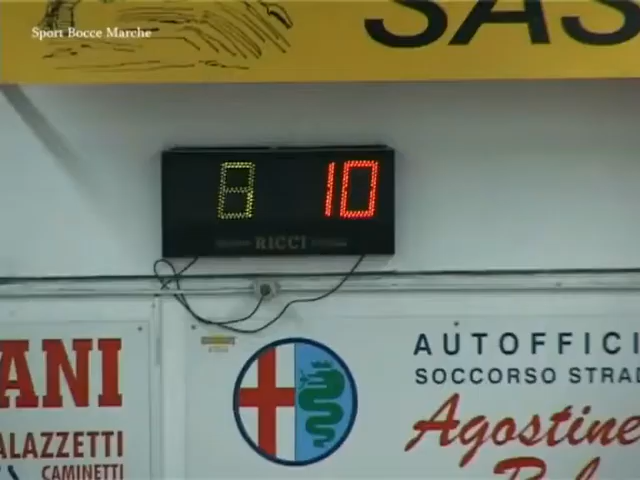 Sport Bocce Marche
SAS
8 10
RICCI
ANI
ALAZZETTI
CAMINETTI
AUTOFFICI
SOCCORSO STRAD
Agostine